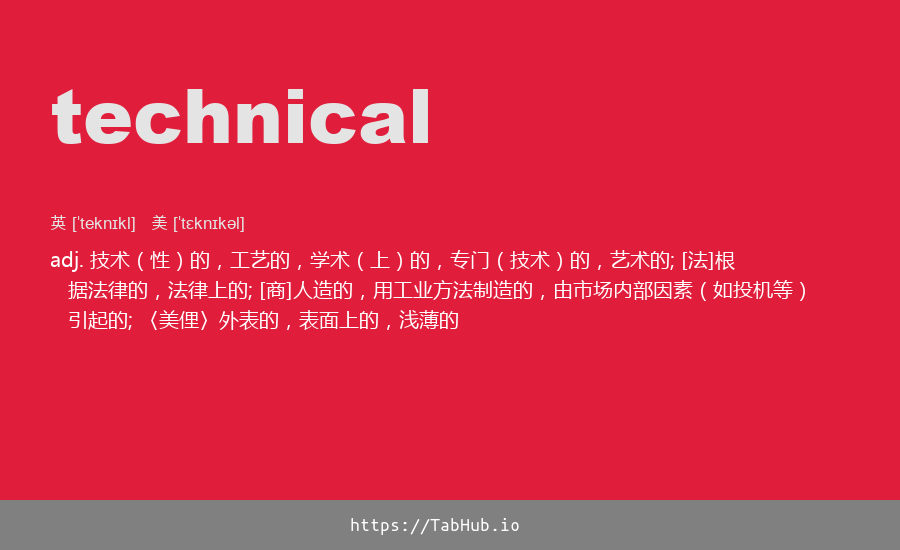 technical
英 [ˈteknɪkl] 美 [ˈtɛknɪkəl]
adj. 技术（性）的，工艺的，学术（上）的，专门（技术）的，艺术的; [法]根
据法律的，法律上的; [商]人造的，用工业方法制造的，由市场内部因素（如投机等）
引起的; 〈美俚〉外表的，表面上的，浅薄的
https://TabHub.io